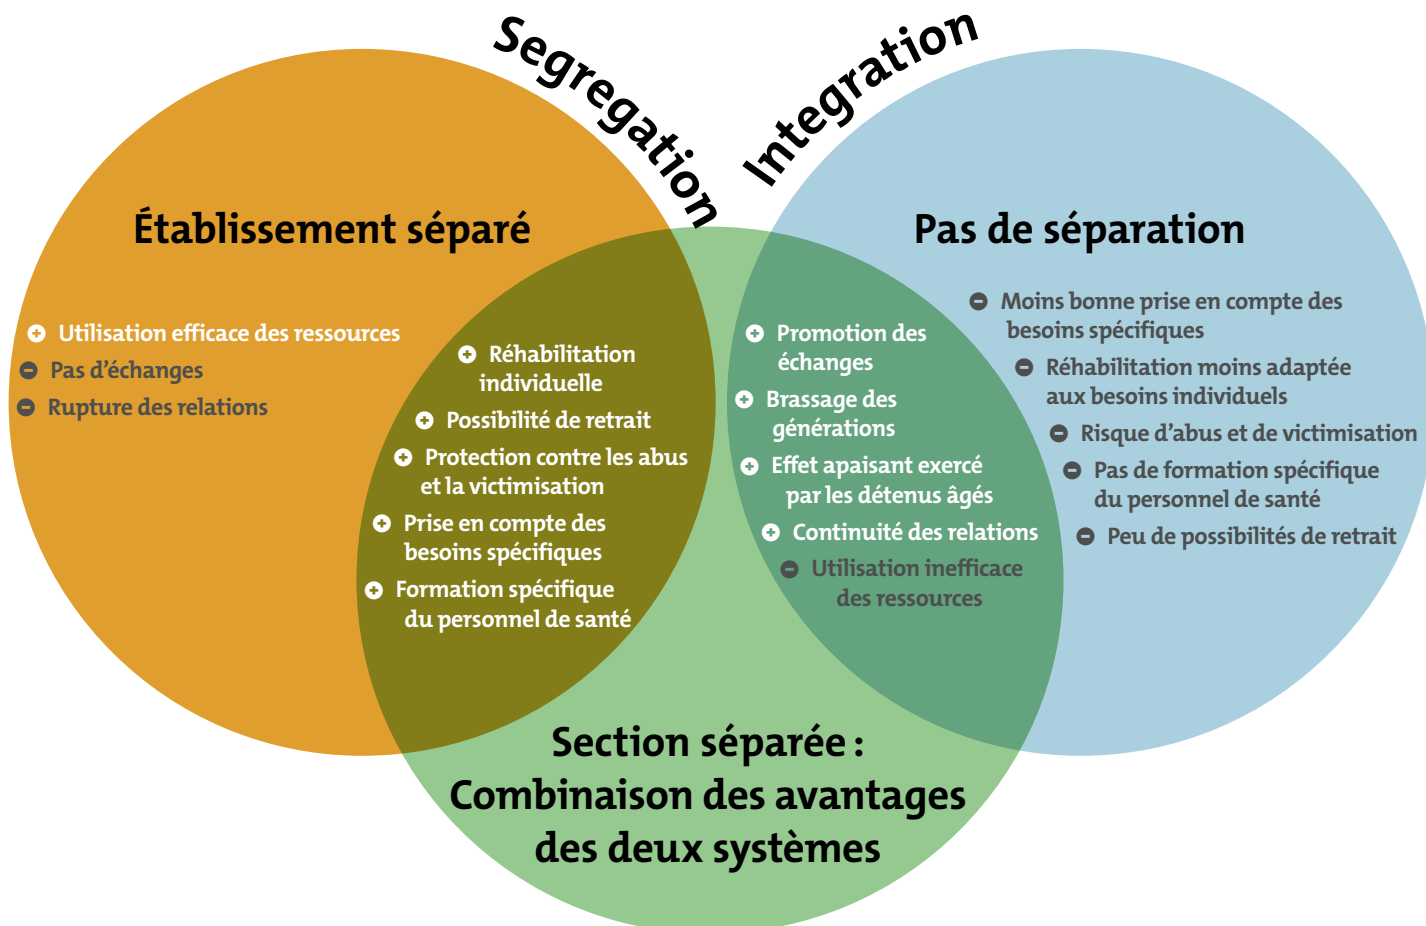 Segregation
Integration
Établissement séparé
⊕ Utilisation efficace des ressources
⊖ Pas d’échanges
⊖ Rupture des relations
⊕ Réhabilitation
individuelle
⊕ Possibilité de retrait
⊕ Protection contre les abus
et la victimisation
⊕ Prise en compte des
besoins spécifiques
⊕ Formation spécifique
du personnel de santé
⊕ Promotion des
échanges
⊕ Brassage des
générations
⊕ Effet apaisant exercé
par les détenus âgés
⊕ Continuité des relations
⊖ Utilisation inefficace
des ressources
Pas de séparation
⊖ Moins bonne prise en compte des
besoins spécifiques
⊖ Réhabilitation moins adaptée
aux besoins individuels
⊖ Risque d’abus et de victimisation
⊖ Pas de formation spécifique
du personnel de santé
⊖ Peu de possibilités de retrait
Section séparée :
Combinaison des avantages
des deux systèmes